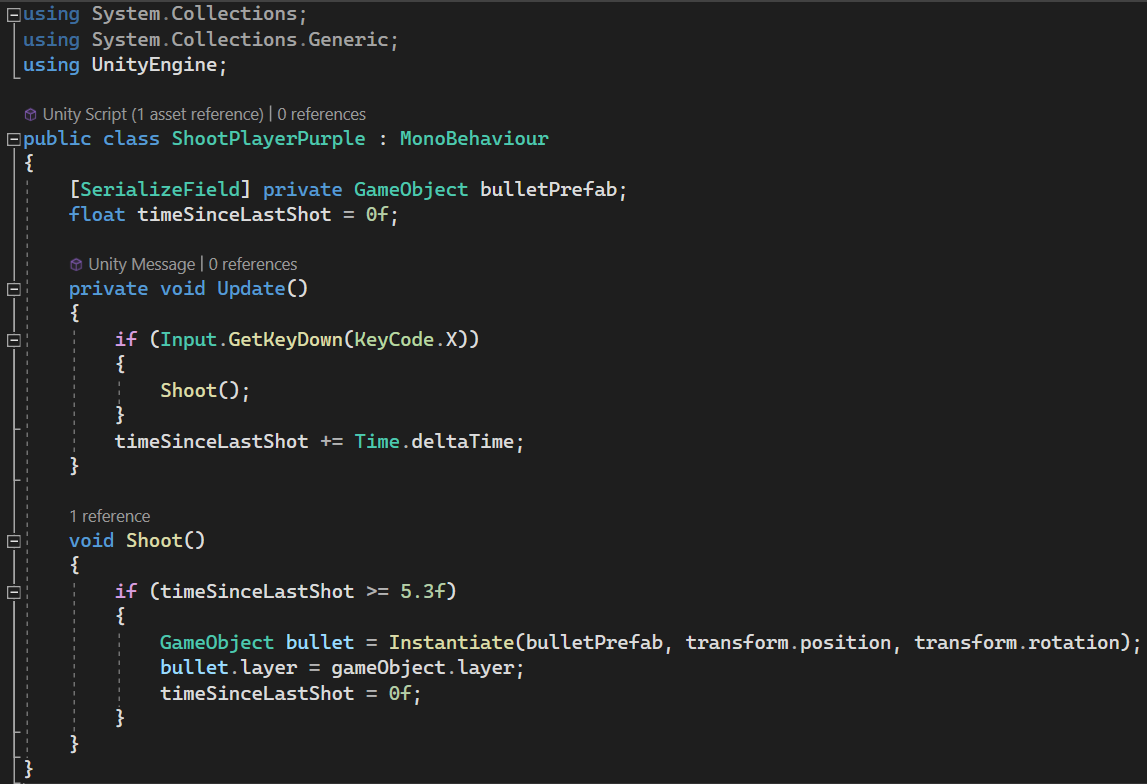 using System.Collections;
using System.Collections.Generic;
using UnityEngine;
Unity Script (1 asset reference) | 0 references
public class ShootPlayerPurple : MonoBehaviour
{
[SerializeField] private GameObject bulletPrefab;
float timeSinceLastShot = 0f;
Unity Message | 0 references
private void Update()
{
if (Input.GetKeyDown(KeyCode.X))
{
Shoot();
}
timeSinceLastShot += Time.deltaTime;
}
1 reference
void Shoot()
{
if (timeSinceLastShot >= 5.3f)
{
GameObject bullet = Instantiate(bulletPrefab, transform.position, transform.rotation);
bullet.layer = gameObject.layer;
timeSinceLastShot = 0f;
}
}
}